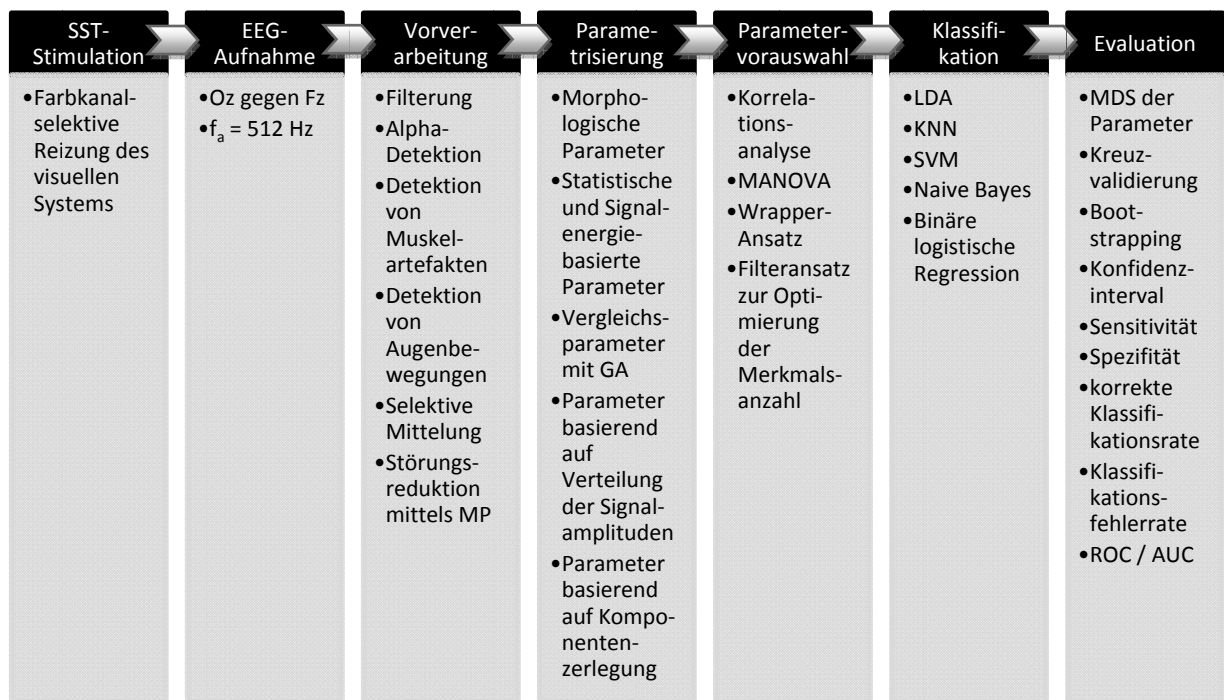 SST-
Stimulation
•Farbkanal-
selektive
Reizung des
visuellen
Systems
EEG-
Aufnahme
•Oz gegen Fz
•fa = 512 Hz
Vorver-
arbeitung
•Filterung
•Alpha-
Detektion
•Detektion
von
Muskel-
artefakten
•Detektion
von
Augenbe-
wegungen
•Selektive
Mittelung
•Störungs-
reduktion
mittels MP
Parame-
trisierung
•Morpho-
logische
Parameter
•Statistische
und Signal-
energie-
basierte
Parameter
•Vergleichs-
parameter
mit GA
•Parameter
basierend
auf
Verteilung
der Signal-
amplituden
•Parameter
basierend
auf Kompo-
nenten-
zerlegung
Parameter-
vorauswahl
•Korrela-
tions-
analyse
•MANOVA
•Wrapper-
Ansatz
•Filteransatz
zur Opti-
mierung
der
Merkmals-
anzahl
Klassifi-
kation
•LDA
•KNN
•SVM
•Naive Bayes
•Binäre
logistische
Regression
Evaluation
•MDS der
Parameter
•Kreuz-
validierung
•Boot-
strapping
•Konfidenz-
interval
•Sensitivität
•Spezifität
•korrekte
Klassifi-
kationsrate
•Klassifi-
kations-
fehlerrate
•ROC / AUC